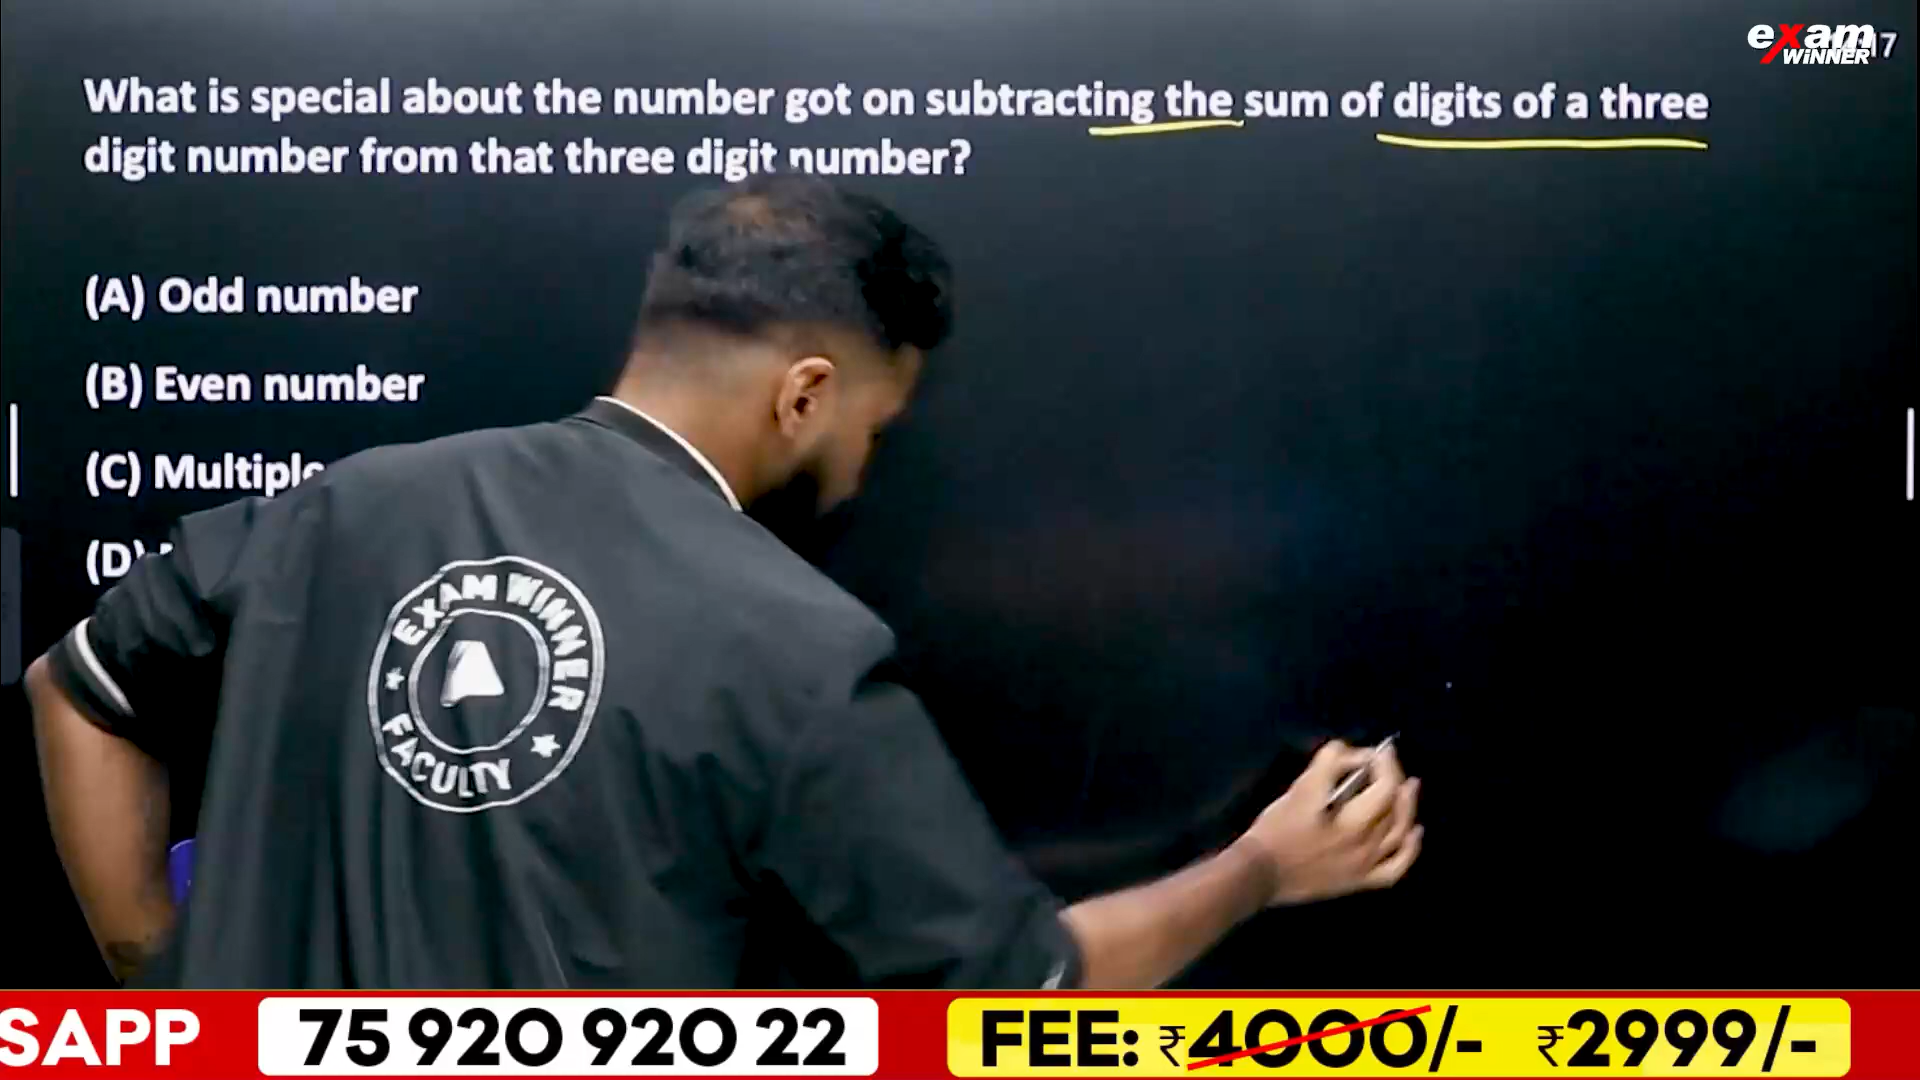 exam
WiNNER
17
What is special about the number got on subtracting the sum of digits of a three
digit number from that three digit number?
(A) Odd number
(B) Even number
(C) Multiple
(D)
EXAM WINNER
FACULTY
SAPP
75 920 920 22
FEE: ₹4000/- ₹2999/-